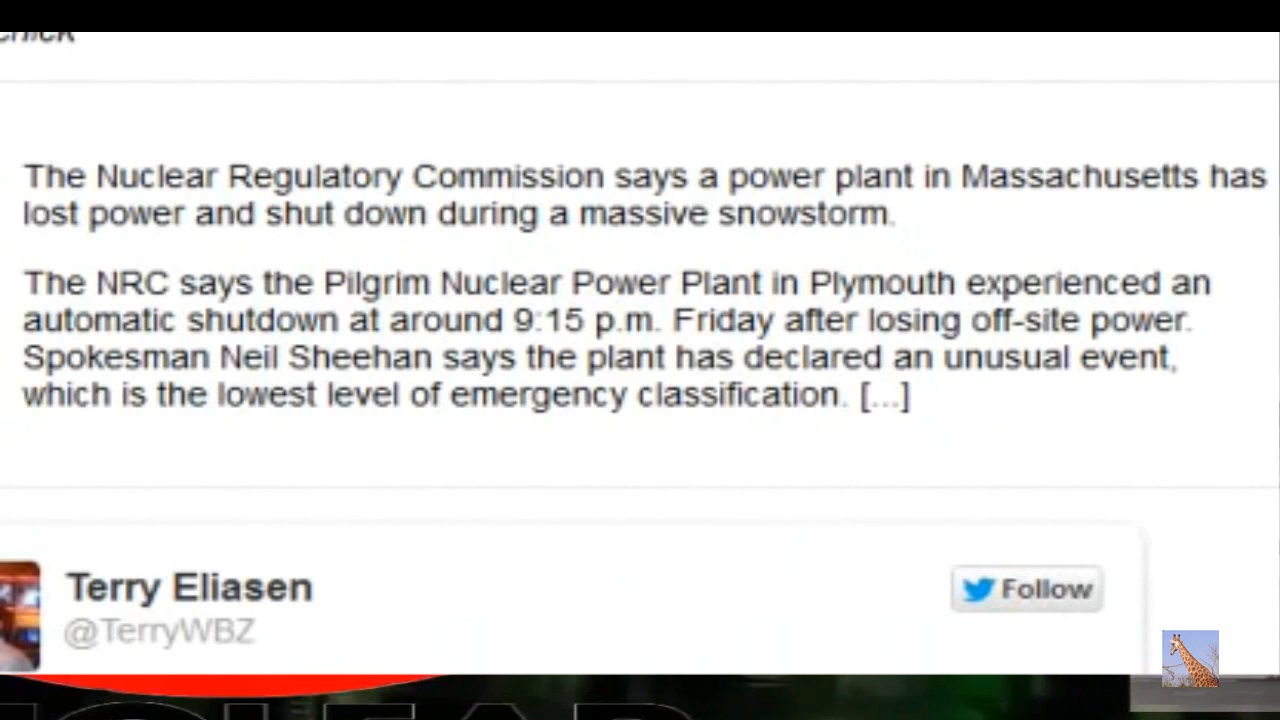 The Nuclear Regulatory Commission says a power plant in Massachusetts has
lost power and shut down during a massive snowstorm.
The NRC says the Pilgrim Nuclear Power Plant in Plymouth experienced an
automatic shutdown at around 9:15 p.m. Friday after losing off-site power.
Spokesman Neil Sheehan says the plant has declared an unusual event,
which is the lowest level of emergency classification. [...]
Terry Eliasen
Follow
@TerryWBZ